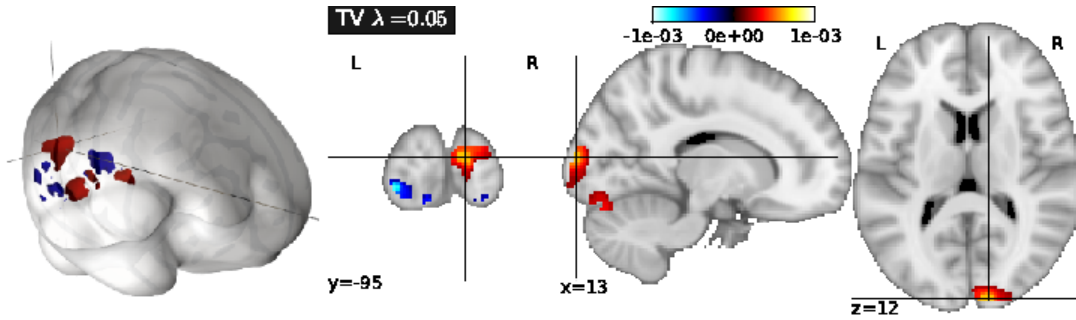 TV λ =0.05
-1e-03 0e+00 1e-03
L R
L R
y=-95
x=13
z=12